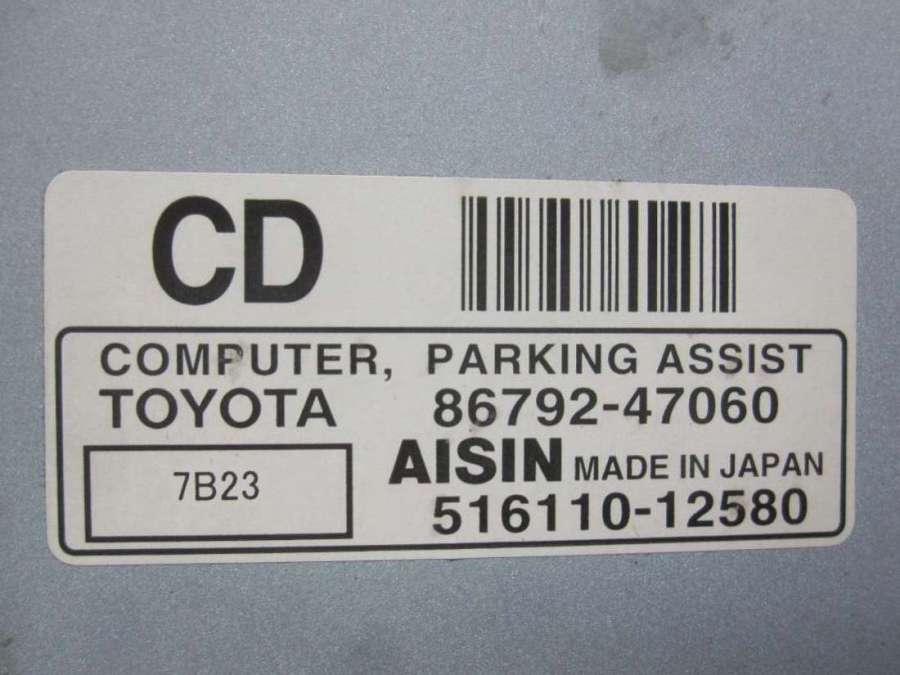 CD
COMPUTER, PARKING ASSIST
TOYOTA 86792-47060
7B23
AISIN MADE IN JAPAN
516110-12580